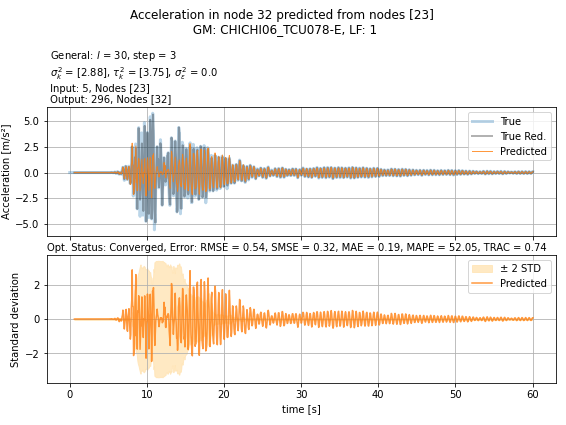 Acceleration in node 32 predicted from nodes [23]
GM: CHICHI06_TCU078-E, LF: 1
General: l = 30, step = 3
σ²ₖ = [2.88], τ²ₖ = [3.75], σ²ε = 0.0
Input: 5, Nodes [23]
Output: 296, Nodes [32]
Acceleration [m/s²]
5.0
2.5
0.0
−2.5
−5.0
True
True Red.
Predicted
Opt. Status: Converged, Error: RMSE = 0.54, SMSE = 0.32, MAE = 0.19, MAPE = 52.05, TRAC = 0.74
Standard deviation
2
0
−2
± 2 STD
Predicted
0 10 20 30 40 50 60
time [s]